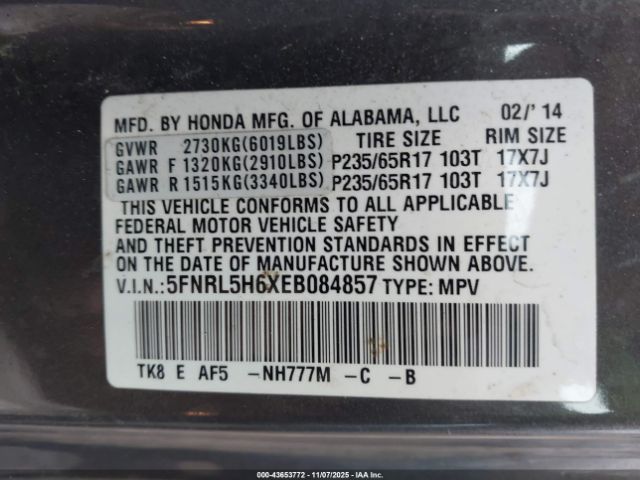 MFD. BY HONDA MFG. OF ALABAMA, LLC 02/' 14
GVWR 2730KG(6019LBS) TIRE SIZE RIM SIZE
GAWR F 1320KG(2910LBS) P235/65R17 103T 17X7J
GAWR R 1515KG(3340LBS) P235/65R17 103T 17X7J
THIS VEHICLE CONFORMS TO ALL APPLICABLE
FEDERAL MOTOR VEHICLE SAFETY
AND THEFT PREVENTION STANDARDS IN EFFECT
ON THE DATE OF MANUFACTURE SHOWN ABOVE.
V.I.N.: 5FNRL5H6XEB084857 TYPE: MPV
TK8 E AF5 -NH777M -C -B
000-43653772 - 11/07/2025 - IAA Inc.